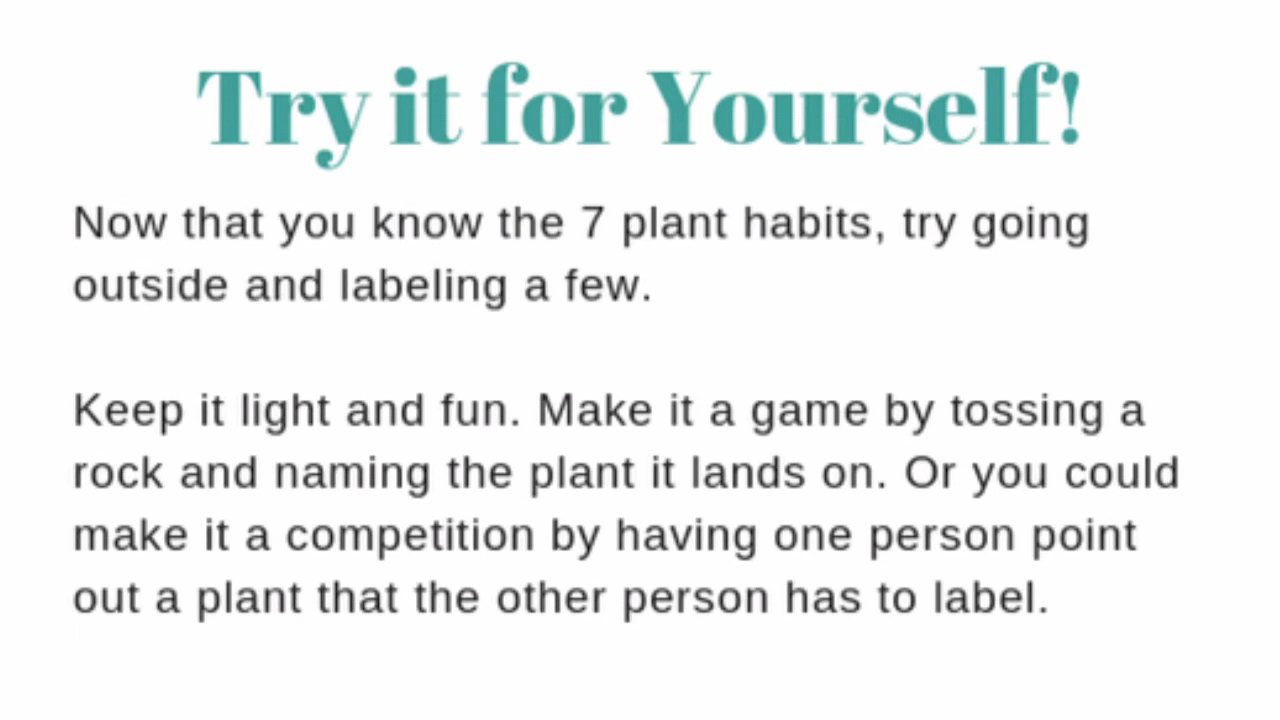 Try it for Yourself!
Now that you know the 7 plant habits, try going
outside and labeling a few.
Keep it light and fun. Make it a game by tossing a
rock and naming the plant it lands on. Or you could
make it a competition by having one person point
out a plant that the other person has to label.